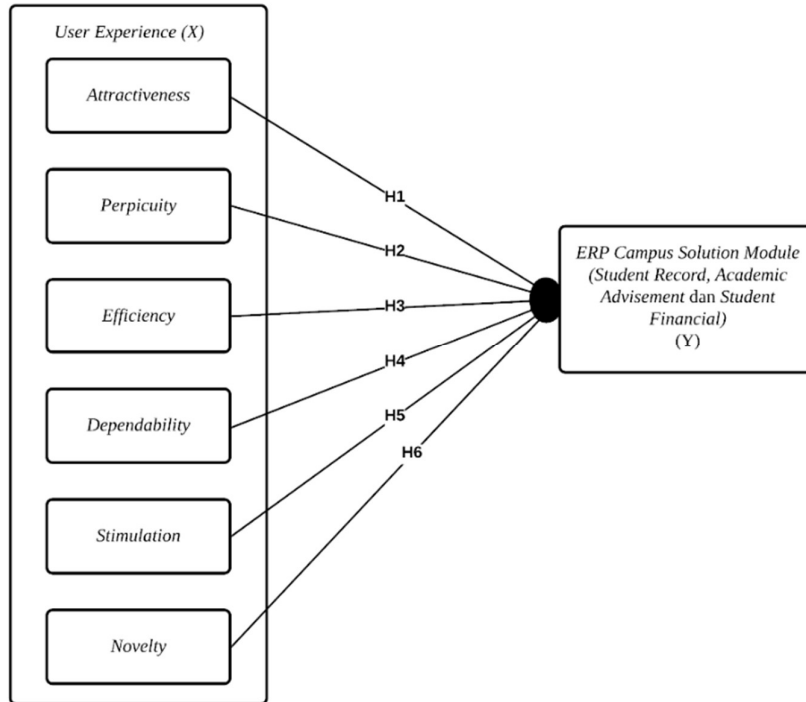 User Experience (X)
Attractiveness
H1
Perpicuity
H2
ERP Campus Solution Module
(Student Record, Academic
Advisement dan Student
Financial)
(Y)
Efficiency
H3
H4
Dependability
H5
H6
Stimulation
Novelty